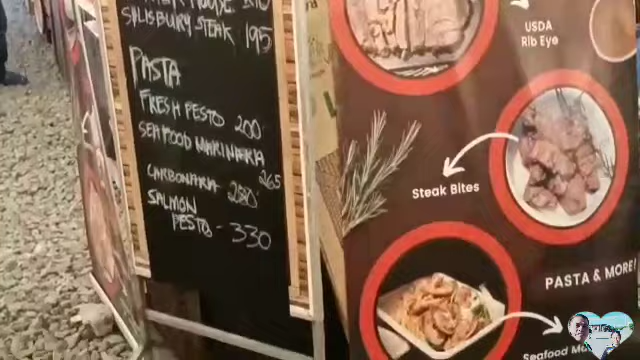 SALISBURY STEAK 195
PASTA
FRESH PESTO 200
SEAFOOD MARINARA
265
CARBONARA 280
SALMON
PESTO - 330
USDA
Rib Eye
Steak Bites
PASTA & MORE!
Seafood